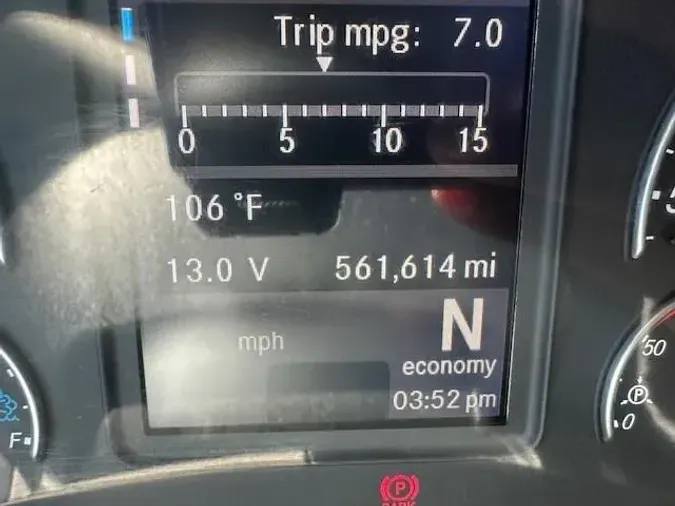 Trip mpg: 7.0
0 5 10 15
106 °F
13.0 V 561,614 mi
mph N
economy
03:52 pm
F
50
P
0
P
PARK